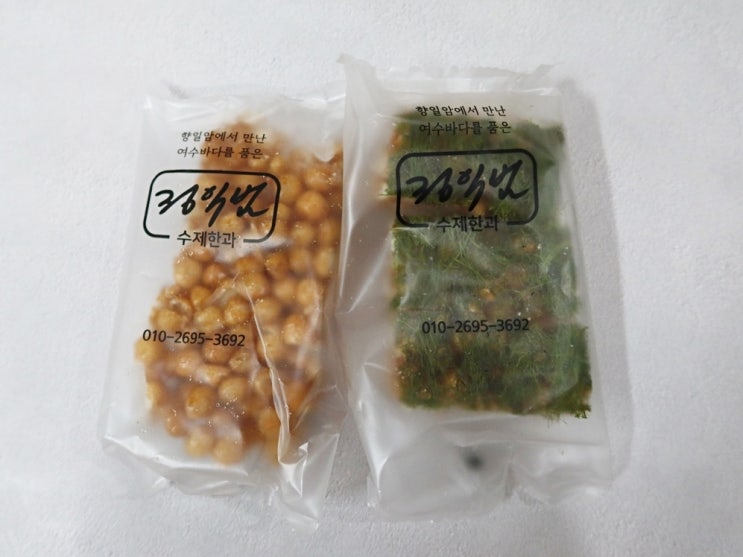 향일암에서 만난
여수바다를 품은
수제한과
010-2695-3692
향일암에서 만난
여수바다를 품은
수제한과
010-2695-3692